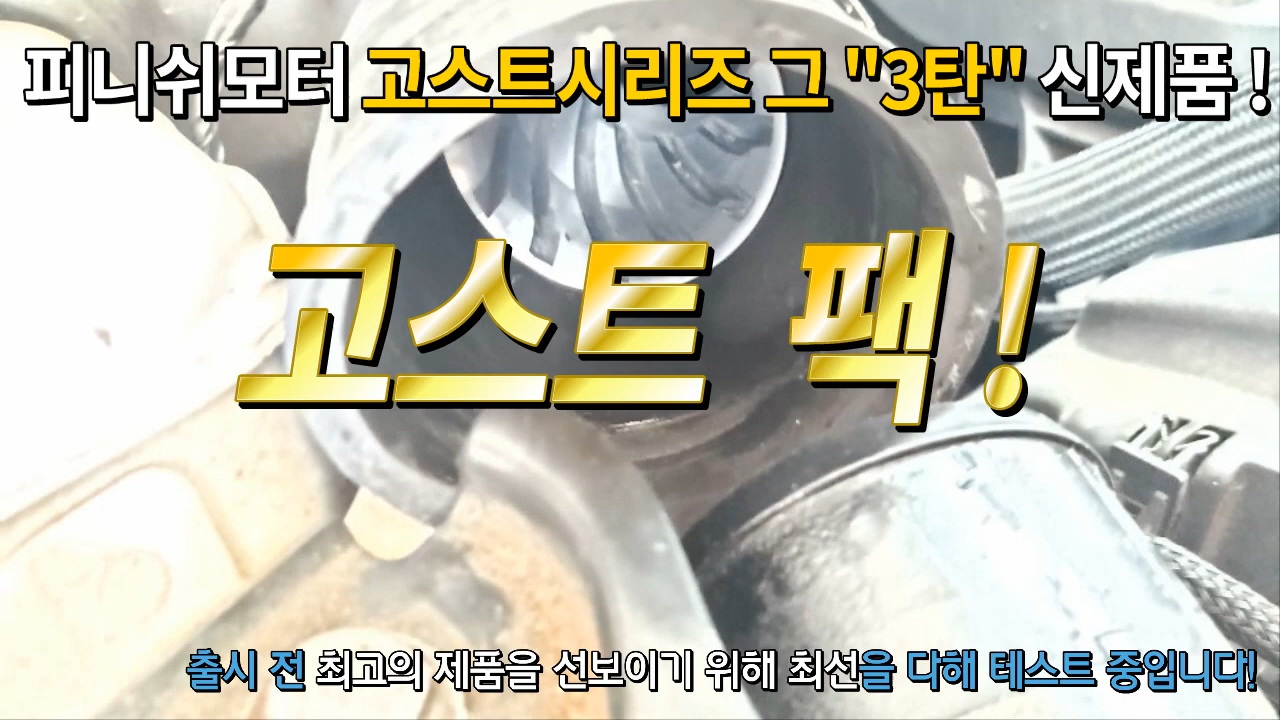 피니쉬모터 고스트시리즈 그 "3탄" 신제품 !
고스트 팩 !
출시 전 최고의 제품을 선보이기 위해 최선을 다해 테스트 중입니다!